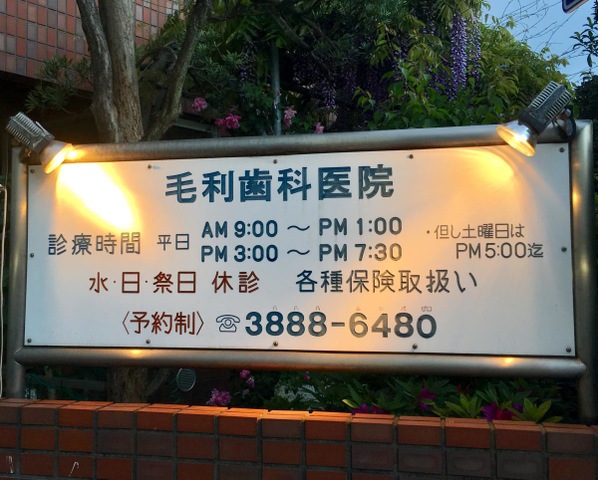 毛利歯科医院
診療時間 平日 AM 9:00 ～ PM 1:00 ・但し土曜日は
PM 3:00 ～ PM 7:30 PM 5:00迄
水・日・祭日 休診 各種保険取扱い
〈予約制〉 ☏ 3888-6480